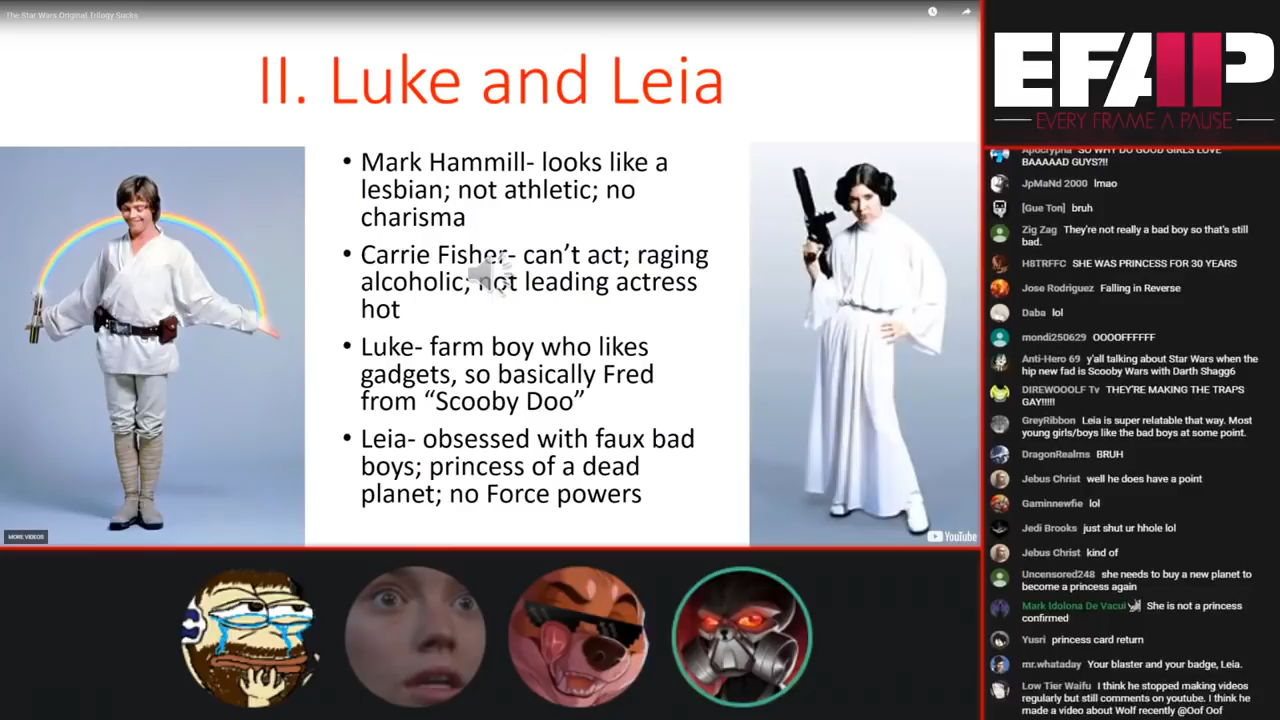 The Star Wars Original Trilogy Sucks
II. Luke and Leia
• Mark Hammill- looks like a
lesbian; not athletic; no
charisma
• Carrie Fisher- can't act; raging
alcoholic; not leading actress
hot
• Luke- farm boy who likes
gadgets, so basically Fred
from "Scooby Doo"
• Leia- obsessed with faux bad
boys; princess of a dead
planet; no Force powers
MORE VIDEOS
YouTube
EFAP
EVERY FRAME A PAUSE
Apocrypha SO WHY DO GOOD GIRLS LOVE
BAAAAAD GUYS?!!
JpMaNd 2000 lmao
[Gue Ton] bruh
Zig Zag They're not really a bad boy so that's still
bad.
H8TRFFC SHE WAS PRINCESS FOR 30 YEARS
Jose Rodriguez Falling in Reverse
Daba lol
mondi250629 OOOOFFFFFF
Anti-Hero 69 y'all talking about Star Wars when the
hip new fad is Scooby Wars with Darth Shagg6
DIREWOOOLF Tv THEY'RE MAKING THE TRAPS
GAY!!!!!
GreyRibbon Leia is super relatable that way. Most
young girls/boys like the bad boys at some point.
DragonRealms BRUH
Jebus Christ well he does have a point
Gaminnewfie lol
Jedi Brooks just shut ur hhole lol
Jebus Christ kind of
Uncensored248 she needs to buy a new planet to
become a princess again
Mark Idolona De Vacui She is not a princess
confirmed
Yusri princess card return
mr.whataday Your blaster and your badge, Leia.
Low Tier Waifu I think he stopped making videos
regularly but still comments on youtube. I think he
made a video about Wolf recently @Oof Oof